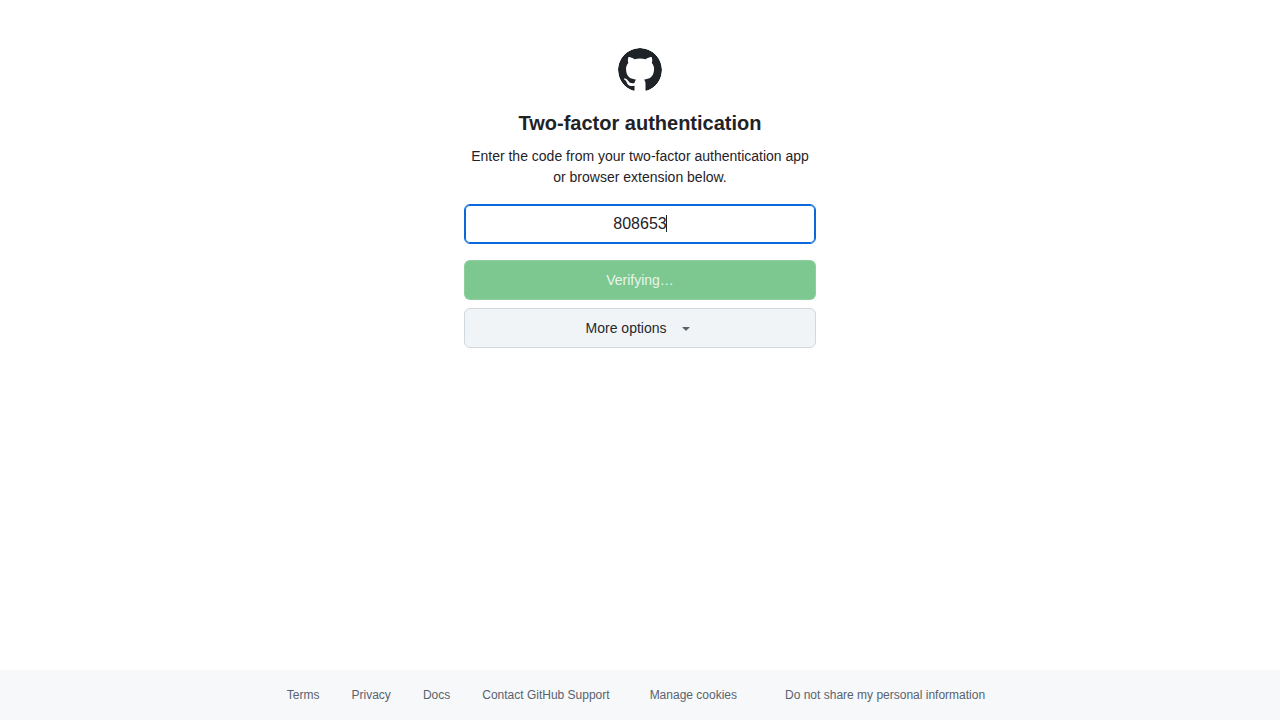 Two-factor authentication
Enter the code from your two-factor authentication app
or browser extension below.
808653
Verifying…
More options
Terms Privacy Docs Contact GitHub Support Manage cookies Do not share my personal information